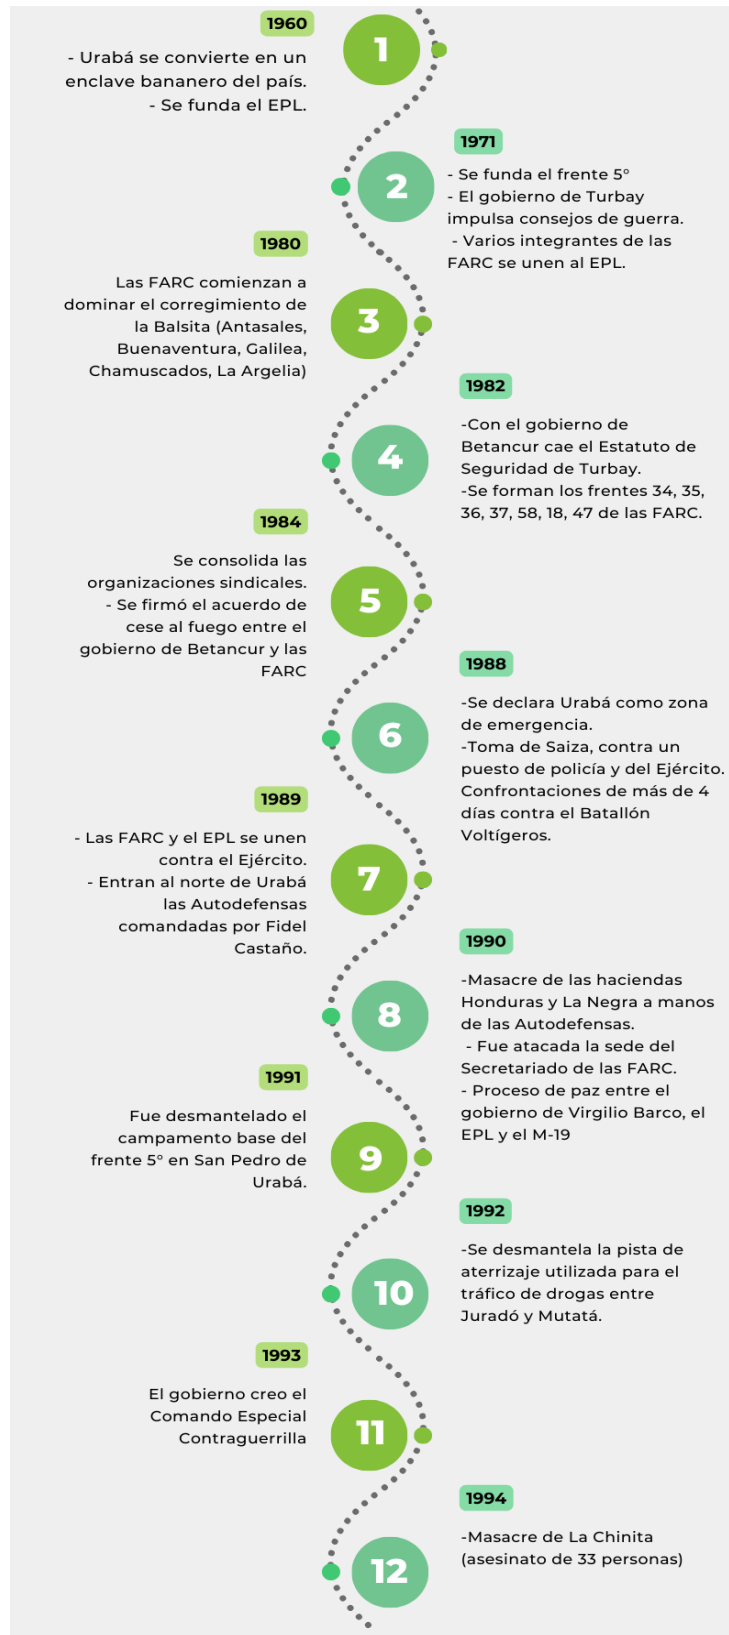 1960
- Urabá se convierte en un
enclave bananero del país.
- Se funda el EPL.
1
1971
- Se funda el frente 5°
- El gobierno de Turbay
impulsa consejos de guerra.
- Varios integrantes de las
FARC se unen al EPL.
2
1980
Las FARC comienzan a
dominar el corregimiento de
la Balsita (Antasales,
Buenaventura, Galilea,
Chamuscados, La Argelia)
3
1982
-Con el gobierno de
Betancur cae el Estatuto de
Seguridad de Turbay.
-Se forman los frentes 34, 35,
36, 37, 58, 18, 47 de las FARC.
4
1984
Se consolida las
organizaciones sindicales.
- Se firmó el acuerdo de
cese al fuego entre el
gobierno de Betancur y las
FARC
5
1988
-Se declara Urabá como zona
de emergencia.
-Toma de Saiza, contra un
puesto de policía y del Ejército.
Confrontaciones de más de 4
días contra el Batallón
Voltígeros.
6
1989
- Las FARC y el EPL se unen
contra el Ejército.
- Entran al norte de Urabá
las Autodefensas
comandadas por Fidel
Castaño.
7
1990
-Masacre de las haciendas
Honduras y La Negra a manos
de las Autodefensas.
- Fue atacada la sede del
Secretariado de las FARC.
- Proceso de paz entre el
gobierno de Virgilio Barco, el
EPL y el M-19
8
1991
Fue desmantelado el
campamento base del
frente 5° en San Pedro de
Urabá.
9
1992
-Se desmantela la pista de
aterrizaje utilizada para el
tráfico de drogas entre
Juradó y Mutatá.
10
1993
El gobierno creo el
Comando Especial
Contraguerrilla
11
1994
-Masacre de La Chinita
(asesinato de 33 personas)
12